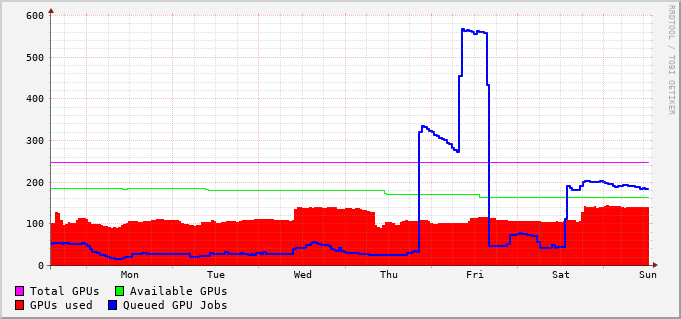 RRDTOOL / TOBI OETIKER
600
500
400
300
200
100
0
Mon Tue Wed Thu Fri Sat Sun
Total GPUs Available GPUs
GPUs used Queued GPU Jobs